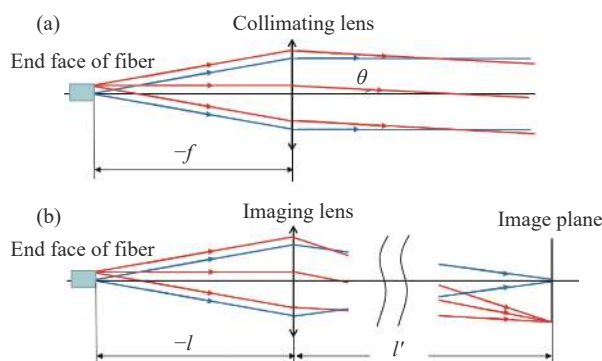 (a)
Collimating lens
End face of fiber
θ
−f
(b)
Imaging lens
Image plane
End face of fiber
−l
l′